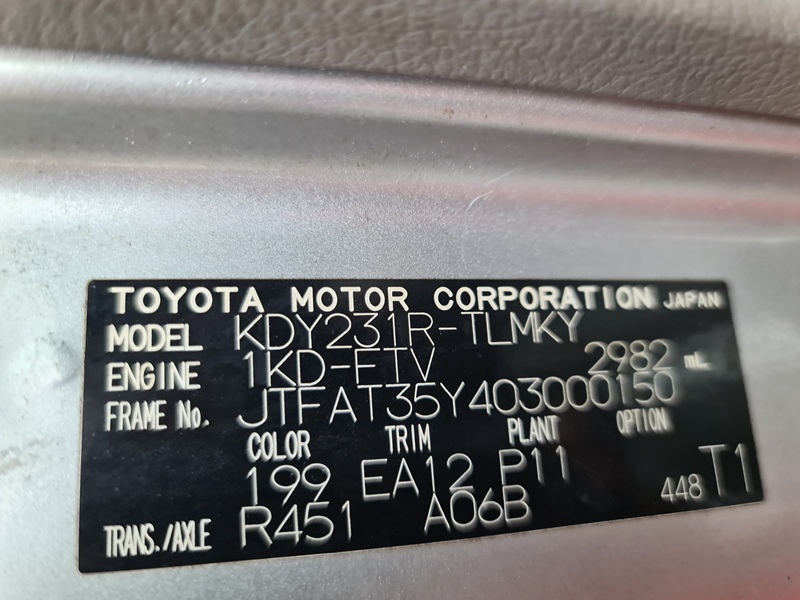 TOYOTA MOTOR CORPORATION JAPAN
MODEL KDY231R-TLMKY
ENGINE 1KD-FTV 2982 mL
FRAME No. JTFAT35Y403000150
COLOR TRIM PLANT OPTION
199 EA12 P11
TRANS./AXLE R451 A06B 448 T1